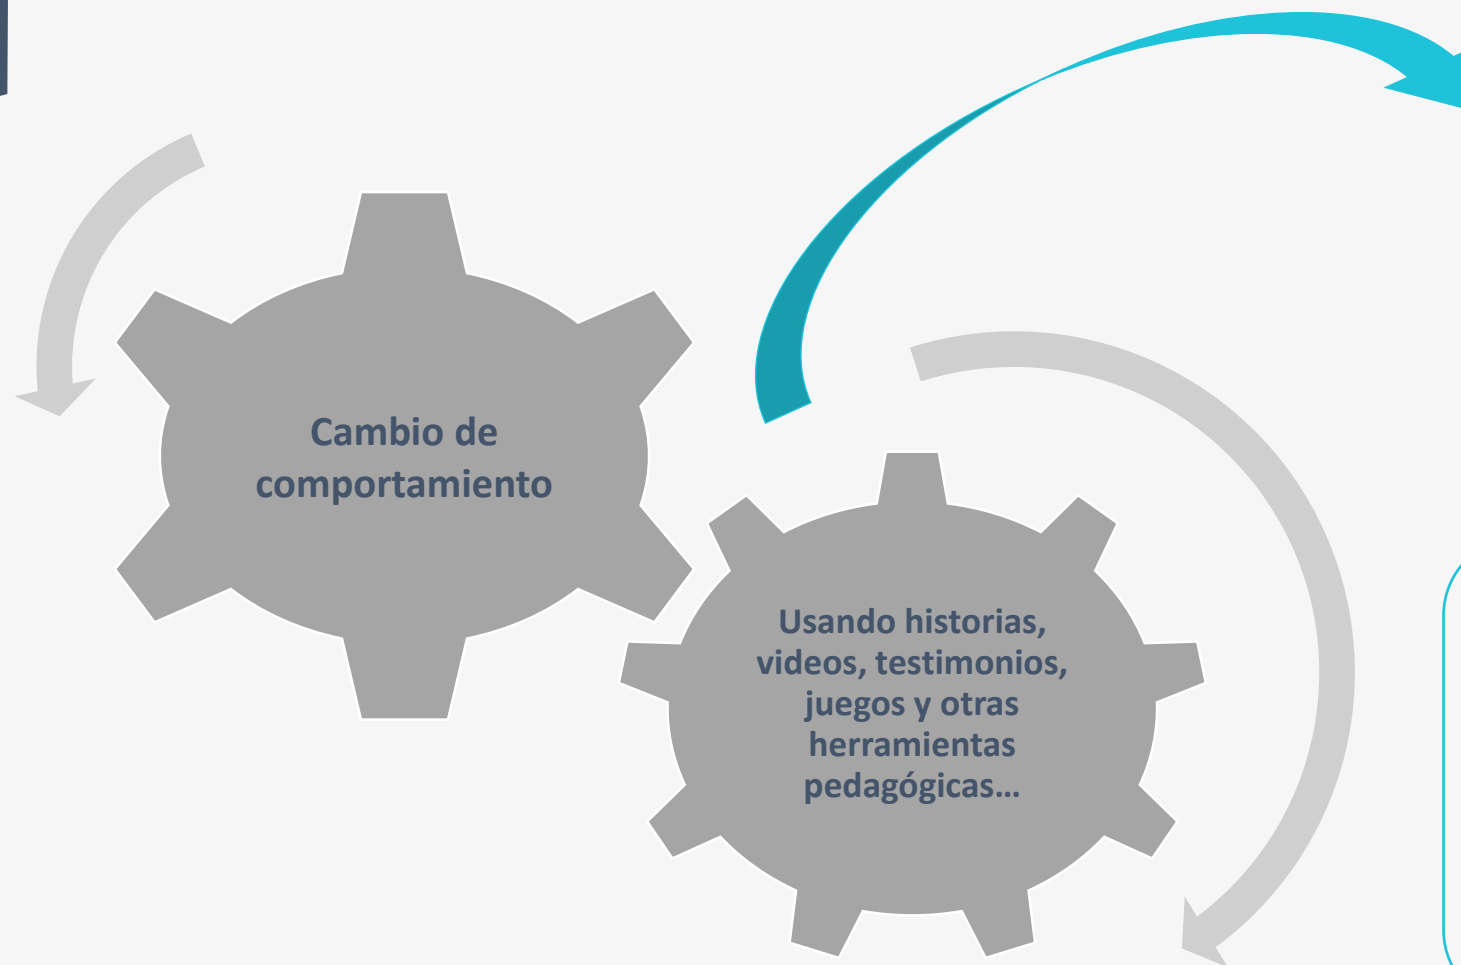 Cambio de
comportamiento
Usando historias,
videos, testimonios,
juegos y otras
herramientas
pedagógicas…